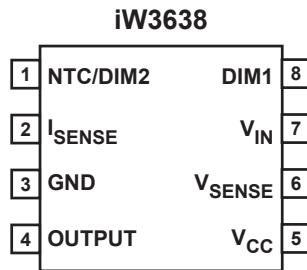 iW3638
1 NTC/DIM2 DIM1 8
2 ISENSE VIN 7
3 GND VSENSE 6
4 OUTPUT VCC 5